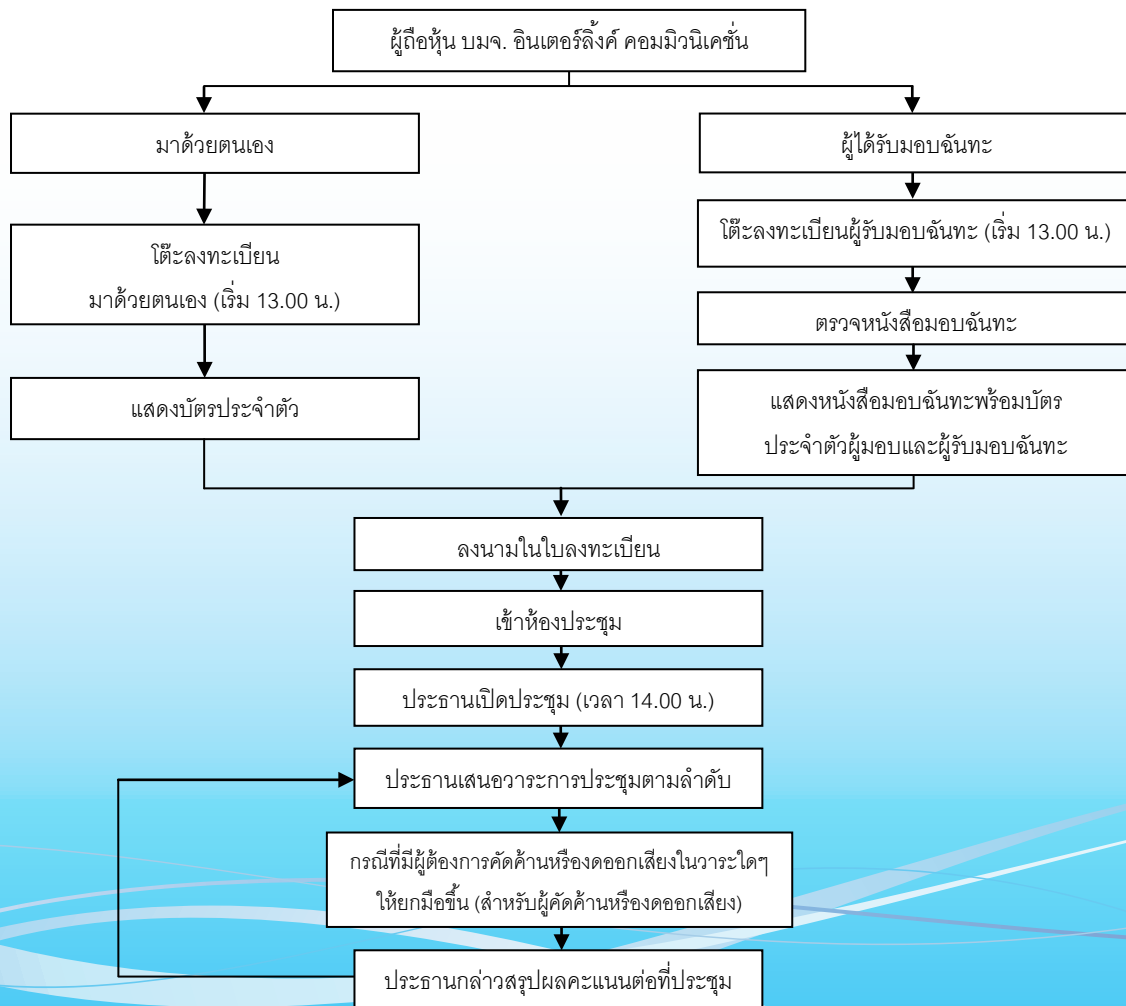 ผู้ถือหุ้น บมจ. อินเตอร์ลิ้งค์ คอมมิวนิเคชั่น
มาด้วยตนเอง
โต๊ะลงทะเบียน
มาด้วยตนเอง (เริ่ม 13.00 น.)
แสดงบัตรประจำตัว
ผู้ได้รับมอบฉันทะ
โต๊ะลงทะเบียนผู้รับมอบฉันทะ (เริ่ม 13.00 น.)
ตรวจหนังสือมอบฉันทะ
แสดงหนังสือมอบฉันทะพร้อมบัตร
ประจำตัวผู้มอบและผู้รับมอบฉันทะ
ลงนามในใบลงทะเบียน
เข้าห้องประชุม
ประธานเปิดประชุม (เวลา 14.00 น.)
ประธานเสนอวาระการประชุมตามลำดับ
กรณีที่มีผู้ต้องการคัดค้านหรืองดออกเสียงในวาระใดๆ
ให้ยกมือขึ้น (สำหรับผู้คัดค้านหรืองดออกเสียง)
ประธานกล่าวสรุปผลคะแนนต่อที่ประชุม